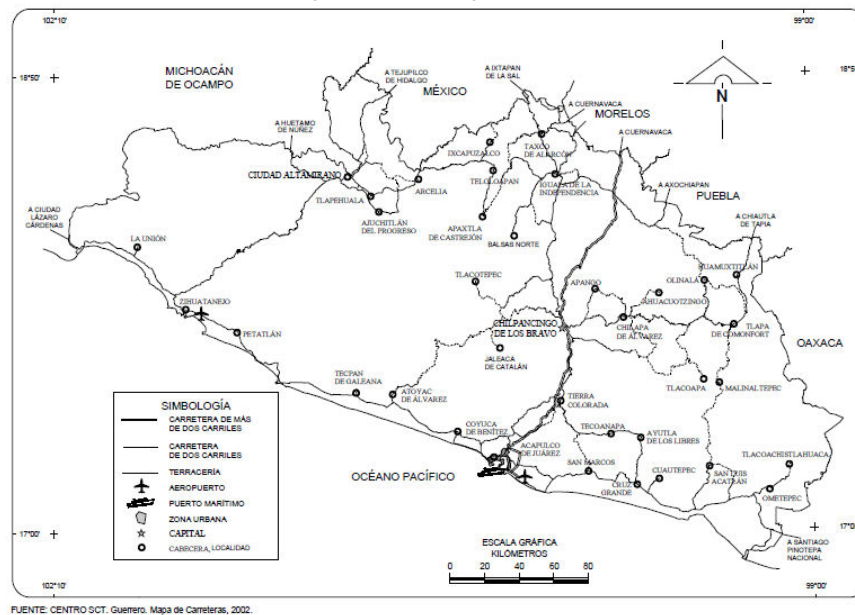 102°10'
99°00'
18°50'
18°50'
MICHOACÁN
DE OCAMPO
A TEJUPILCO
DE HIDALGO
MÉXICO
A IXTAPAN
DE LA SAL
A CUERNAVACA
MORELOS
A CUERNAVACA
N
A HUETAMO
DE NÚÑEZ
IXCAPUZALCO
TAXCO
DE ALARCÓN
CIUDAD ALTAMIRANO
ARCELIA
TELOLOAPAN
IGUALA DE LA
INDEPENDENCIA
A AXOCHIAPAN
PUEBLA
TLAPEHUALA
AJUCHITLÁN
DEL PROGRESO
APAXTLA
DE CASTREJÓN
BALSAS NORTE
A CHIAUTLA
DE TAPIA
A CIUDAD
LÁZARO
CÁRDENAS
LA UNIÓN
HUAMUXTITLÁN
TLACOTEPEC
APANGO
OLINALÁ
AHUACUOTZINGO
ZIHUATANEJO
PETATLÁN
CHILPANCINGO
DE LOS BRAVO
CHILAPA
DE ÁLVAREZ
TLAPA
DE COMONFORT
OAXACA
JALEACA
DE CATALÁN
TECPAN
DE GALEANA
ATOYAC
DE ÁLVAREZ
TLACOAPA
MALINALTEPEC
TIERRA
COLORADA
COYUCA
DE BENÍTEZ
TECOANAPA
AYUTLA
DE LOS LIBRES
ACAPULCO
DE JUÁREZ
TLACOACHISTLAHUACA
OCÉANO PACÍFICO
SAN MARCOS
CRUZ
GRANDE
CUAUTEPEC
SAN LUIS
ACATLÁN
OMETEPEC
SIMBOLOGÍA
CARRETERA DE MÁS
DE DOS CARRILES
CARRETERA
DE DOS CARRILES
TERRACERÍA
AEROPUERTO
PUERTO MARÍTIMO
ZONA URBANA
CAPITAL
CABECERA, LOCALIDAD
ESCALA GRÁFICA
KILÓMETROS
0 20 40 60 80
A SANTIAGO
PINOTEPA
NACIONAL
17°00'
17°00'
102°10'
99°00'
FUENTE: CENTRO SCT. Guerrero. Mapa de Carreteras, 2002.